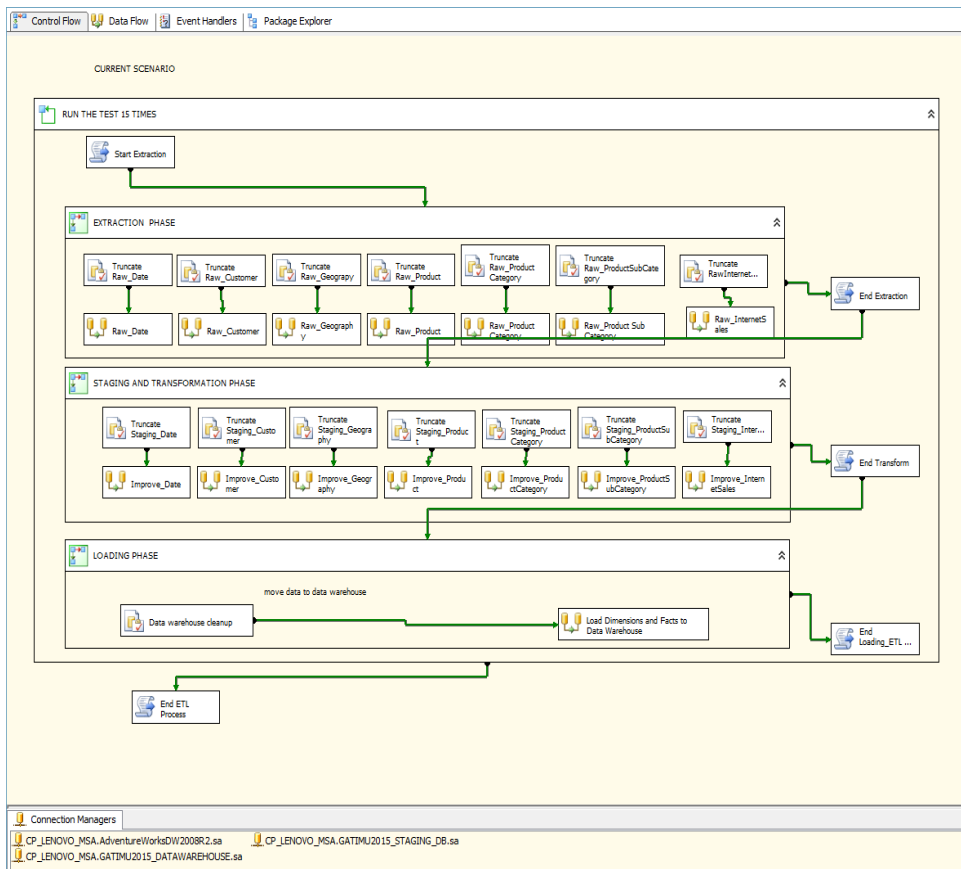 Control Flow
Data Flow
Event Handlers
Package Explorer
CURRENT SCENARIO
RUN THE TEST 15 TIMES
Start Extraction
EXTRACTION PHASE
Truncate
Raw_Date
Truncate
Raw_Customer
Truncate
Raw_Geograpy
Truncate
Raw_Product
Truncate
Raw_Product
Category
Truncate
Raw_ProductSubCate
gory
Truncate
RawInternet...
End Extraction
Raw_Date
Raw_Customer
Raw_Geograph
y
Raw_Product
Raw_Product
Category
Raw_Product Sub
Category
Raw_InternetS
ales
STAGING AND TRANSFORMATION PHASE
Truncate
Staging_Date
Truncate
Staging_Custo
mer
Truncate
Staging_Geogra
phy
Truncate
Staging_Produc
t
Truncate
Staging_Product
Category
Truncate
Staging_ProductSu
bCategory
Truncate
Staging_Inter...
End Transform
Improve_Date
Improve_Custo
mer
Improve_Geogr
aphy
Improve_Produ
ct
Improve_Pro
ductCategory
Improve_ProductS
ubCategory
Improve_Intern
etSales
LOADING PHASE
move data to data warehouse
Data warehouse cleanup
Load Dimensions and Facts to
Data Warehouse
End
Loading_ETL ...
End ETL
Process
Connection Managers
CP_LENOVO_MSA.AdventureWorksDW2008R2.sa
CP_LENOVO_MSA.GATIMU2015_STAGING_DB.sa
CP_LENOVO_MSA.GATIMU2015_DATAWAREHOUSE.sa